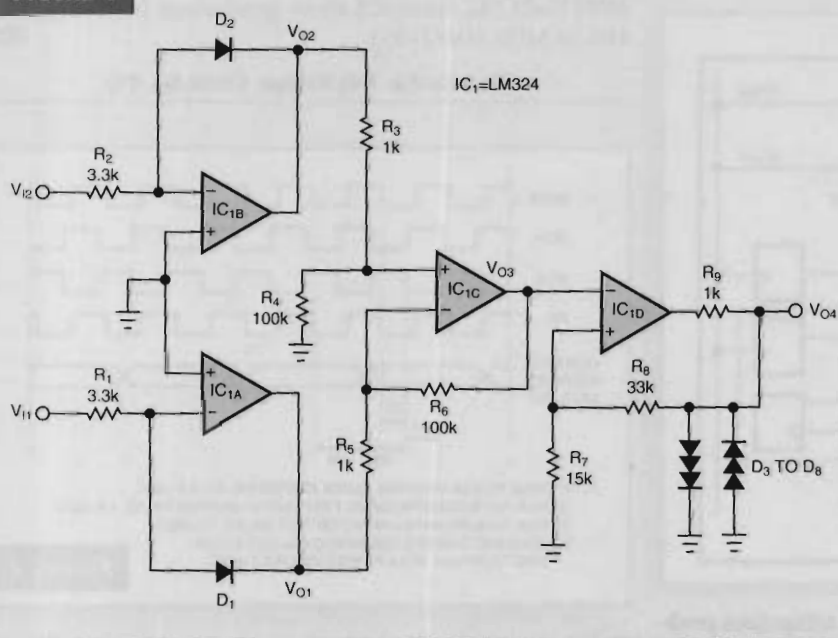 D2
VO2
IC1=LM324
R3
1k
R2
3.3k
VI2
−
IC1B
+
R4
100k
+
IC1C
−
VO3
−
IC1D
+
R9
1k
VO4
R1
3.3k
VI1
+
IC1A
−
R6
100k
R8
33k
R5
1k
R7
15k
D3 TO D8
D1
VO1